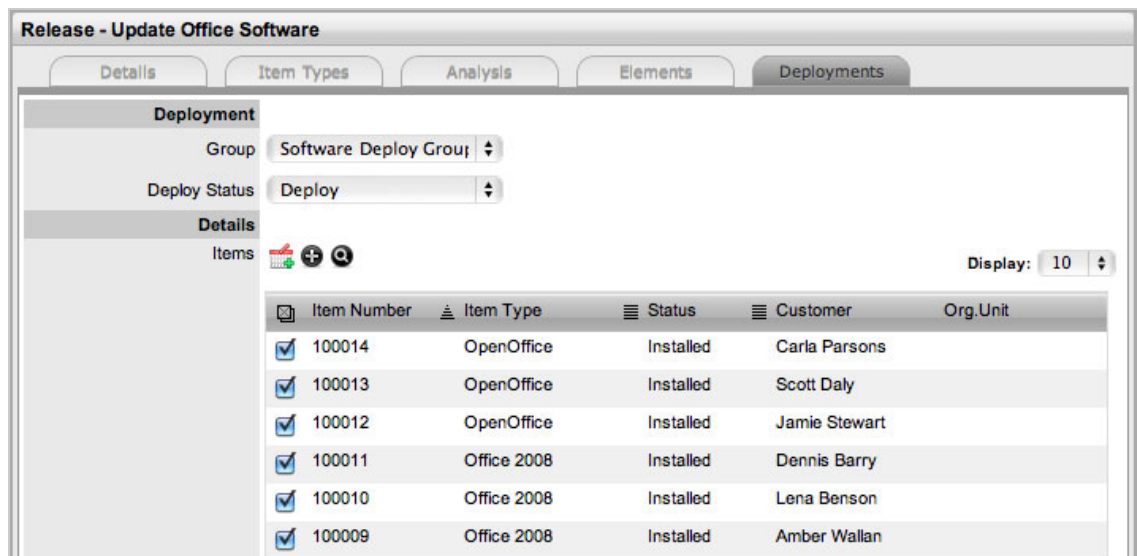 Release - Update Office Software
Details Item Types Analysis Elements Deployments
Deployment
Group Software Deploy Grou
Deploy Status Deploy
Details
Items
Display: 10
Item Number Item Type Status Customer Org.Unit
100014 OpenOffice Installed Carla Parsons
100013 OpenOffice Installed Scott Daly
100012 OpenOffice Installed Jamie Stewart
100011 Office 2008 Installed Dennis Barry
100010 Office 2008 Installed Lena Benson
100009 Office 2008 Installed Amber Wallan